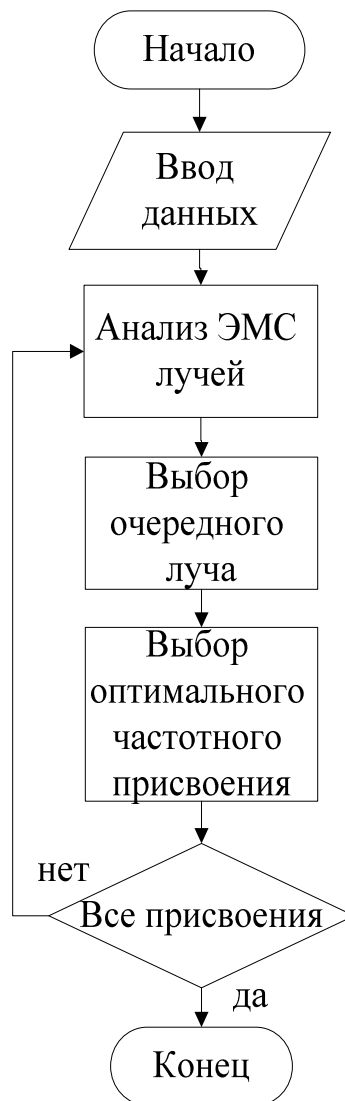 Начало
Ввод
данных
Анализ ЭМС
лучей
Выбор
очередного
луча
Выбор
оптимального
частотного
присвоения
нет
Все присвоения
да
Конец